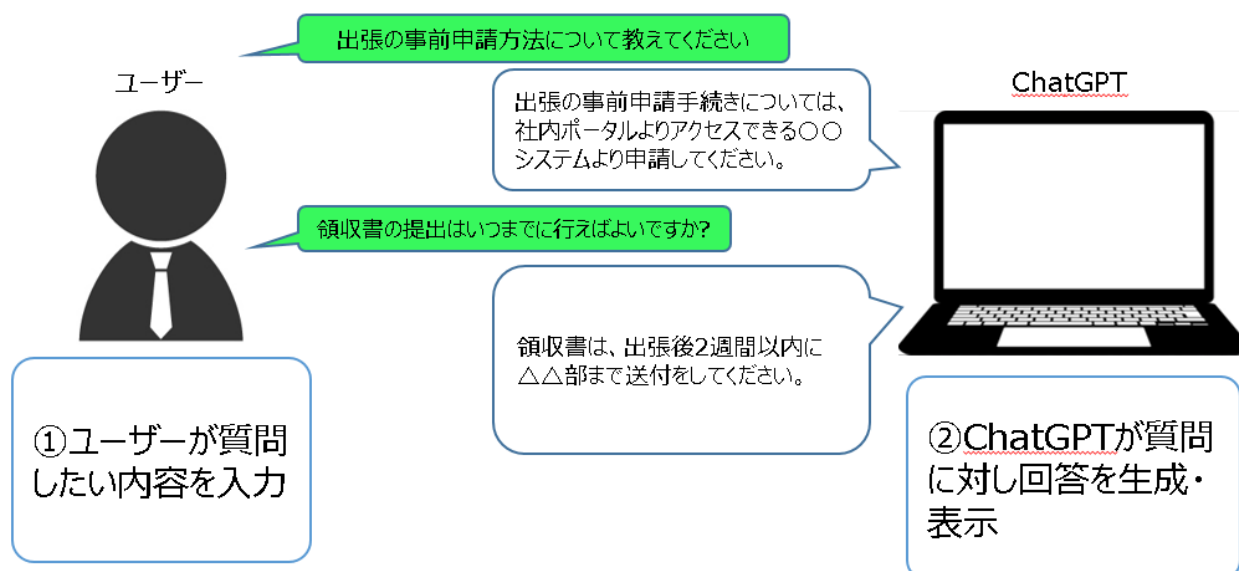 出張の事前申請方法について教えてください
ユーザー
ChatGPT
出張の事前申請手続きについては、
社内ポータルよりアクセスできる〇〇
システムより申請してください。
領収書の提出はいつまでに行えばよいですか?
領収書は、出張後2週間以内に
△△部まで送付をしてください。
①ユーザーが質問
したい内容を入力
②ChatGPTが質問
に対し回答を生成・
表示